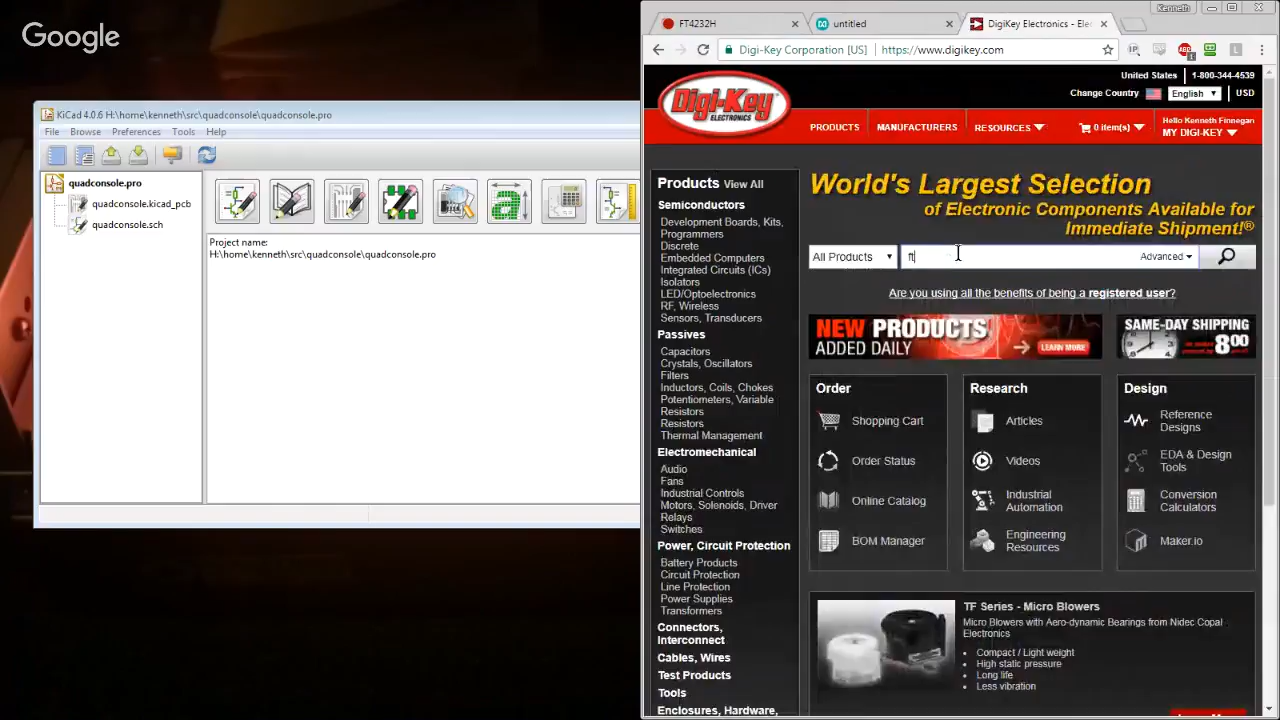 Google
KiCad 4.0.6 H:\home\kenneth\src\quadconsole\quadconsole.pro
File Browse Preferences Tools Help
quadconsole.pro
quadconsole.kicad_pcb
quadconsole.sch
Project name:
H:\home\kenneth\src\quadconsole\quadconsole.pro
Kenneth
FT4232H
untitled
DigiKey Electronics - Ele
Digi-Key Corporation [US]
https://www.digikey.com
Digi-Key
ELECTRONICS
United States
1-800-344-4539
Change Country
English
USD
PRODUCTS
MANUFACTURERS
RESOURCES
0 item(s)
Hello Kenneth Finnegan
MY DIGI-KEY
Products View All
Semiconductors
Development Boards, Kits,
Programmers
Discrete
Embedded Computers
Integrated Circuits (ICs)
Isolators
LED/Optoelectronics
RF, Wireless
Sensors, Transducers
Passives
Capacitors
Crystals, Oscillators
Filters
Inductors, Coils, Chokes
Potentiometers, Variable
Resistors
Resistors
Thermal Management
Electromechanical
Audio
Fans
Industrial Controls
Motors, Solenoids, Driver
Relays
Switches
Power, Circuit Protection
Battery Products
Circuit Protection
Line Protection
Power Supplies
Transformers
Connectors,
Interconnect
Cables, Wires
Test Products
Tools
Enclosures, Hardware,
World's Largest Selection
of Electronic Components Available for
Immediate Shipment!®
All Products
ft
Advanced
Are you using all the benefits of being a registered user?
NEW PRODUCTS
ADDED DAILY
LEARN MORE
SAME-DAY SHIPPING
8:00
Order
Shopping Cart
Order Status
Online Catalog
BOM Manager
Research
Articles
Videos
Industrial
Automation
Engineering
Resources
Design
Reference
Designs
EDA & Design
Tools
Conversion
Calculators
Maker.io
TF Series - Micro Blowers
Micro Blowers with Aero-dynamic Bearings from Nidec Copal
Electronics
Compact / Light weight
High static pressure
Long life
Less vibration